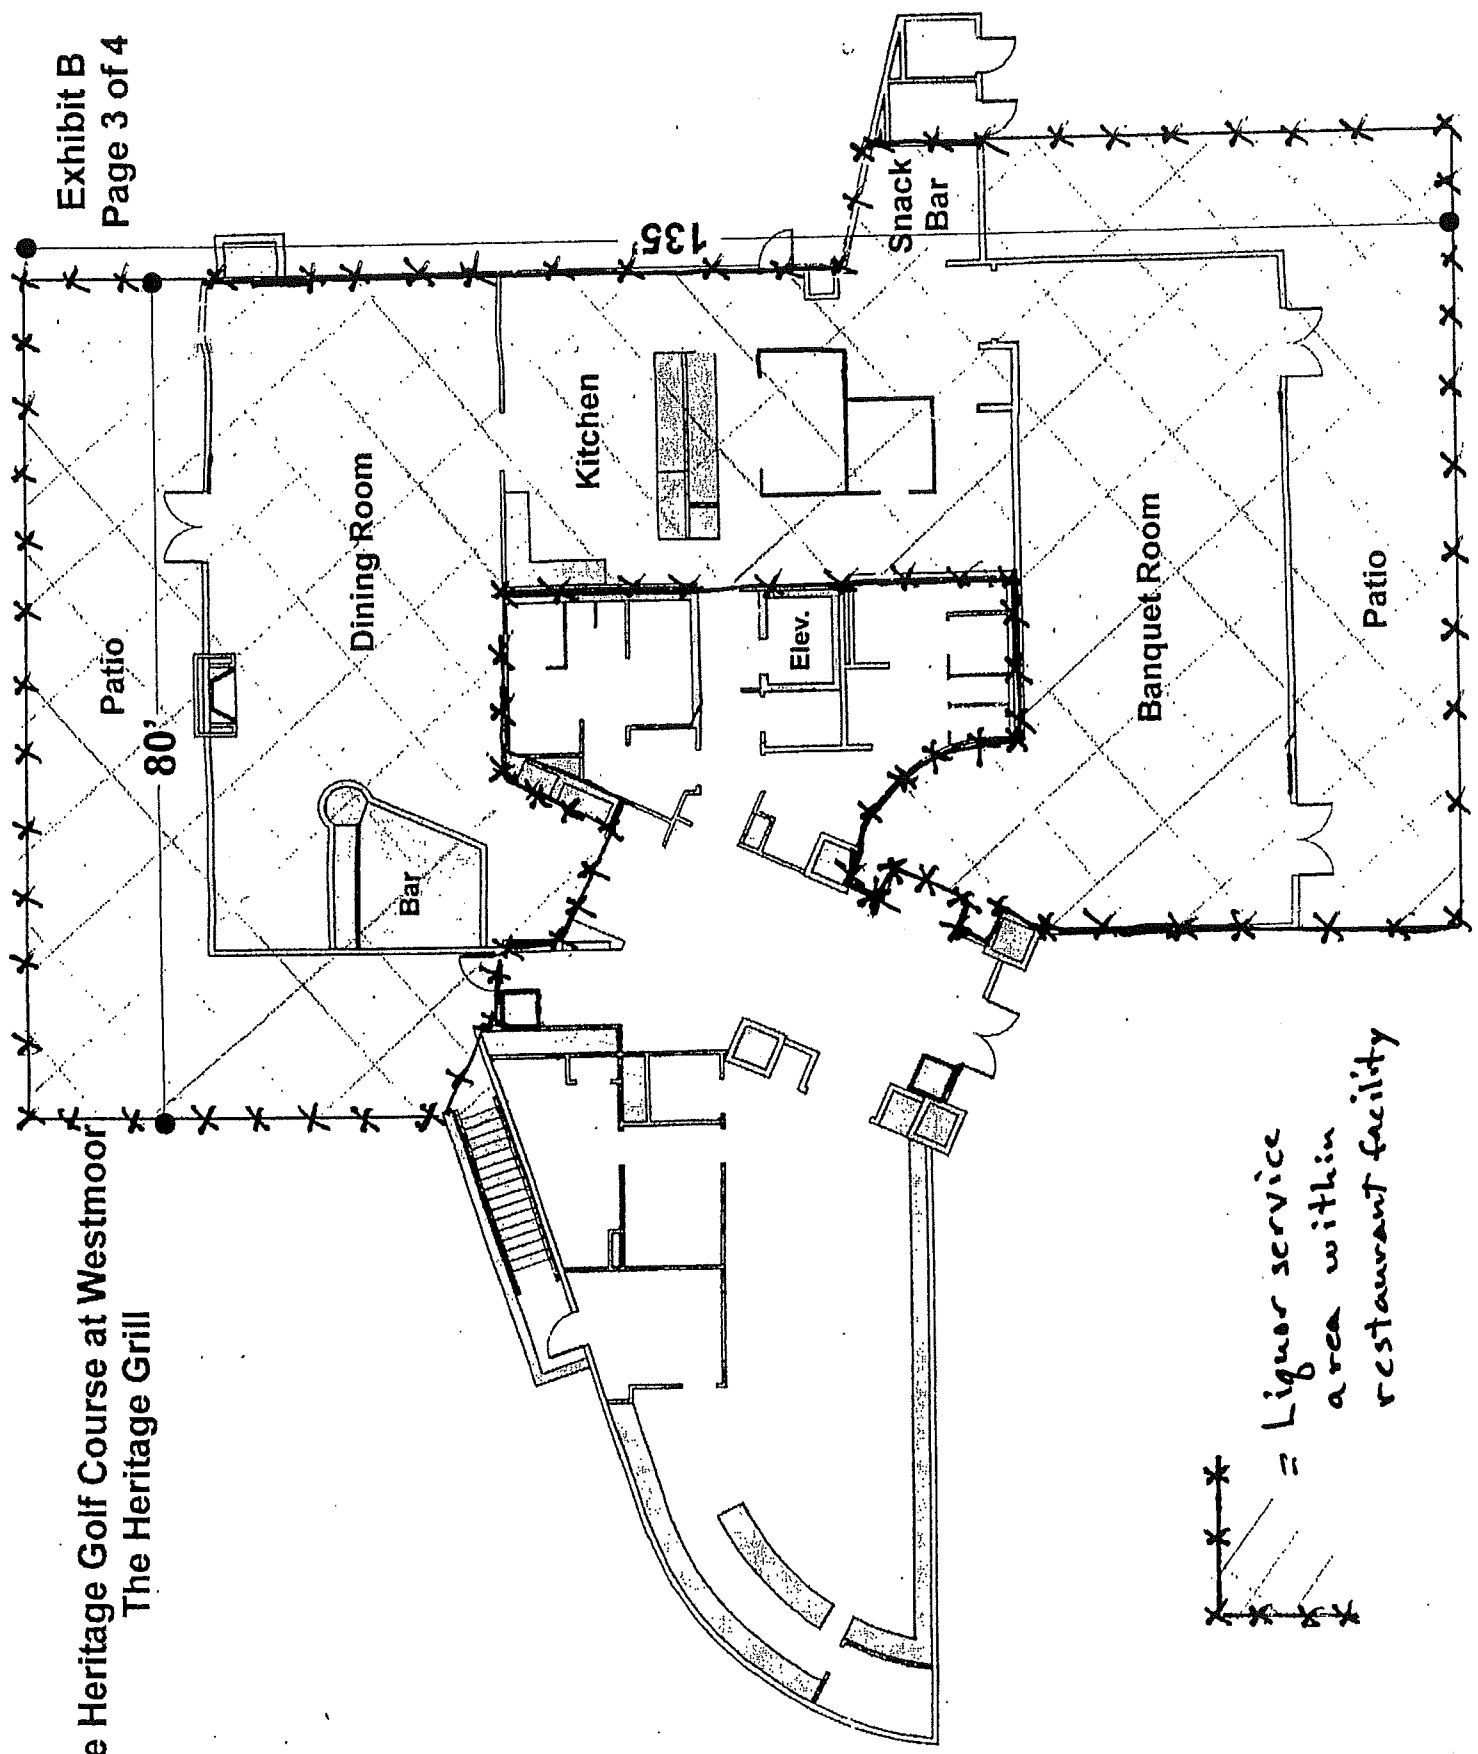 Exhibit B
Page 3 of 4
e Heritage Golf Course at Westmoor
The Heritage Grill
Patio
80'
135'
Dining Room
Bar
Kitchen
Snack
Bar
Elev.
Banquet Room
Patio
= Liquor service
area within
restaurant facility